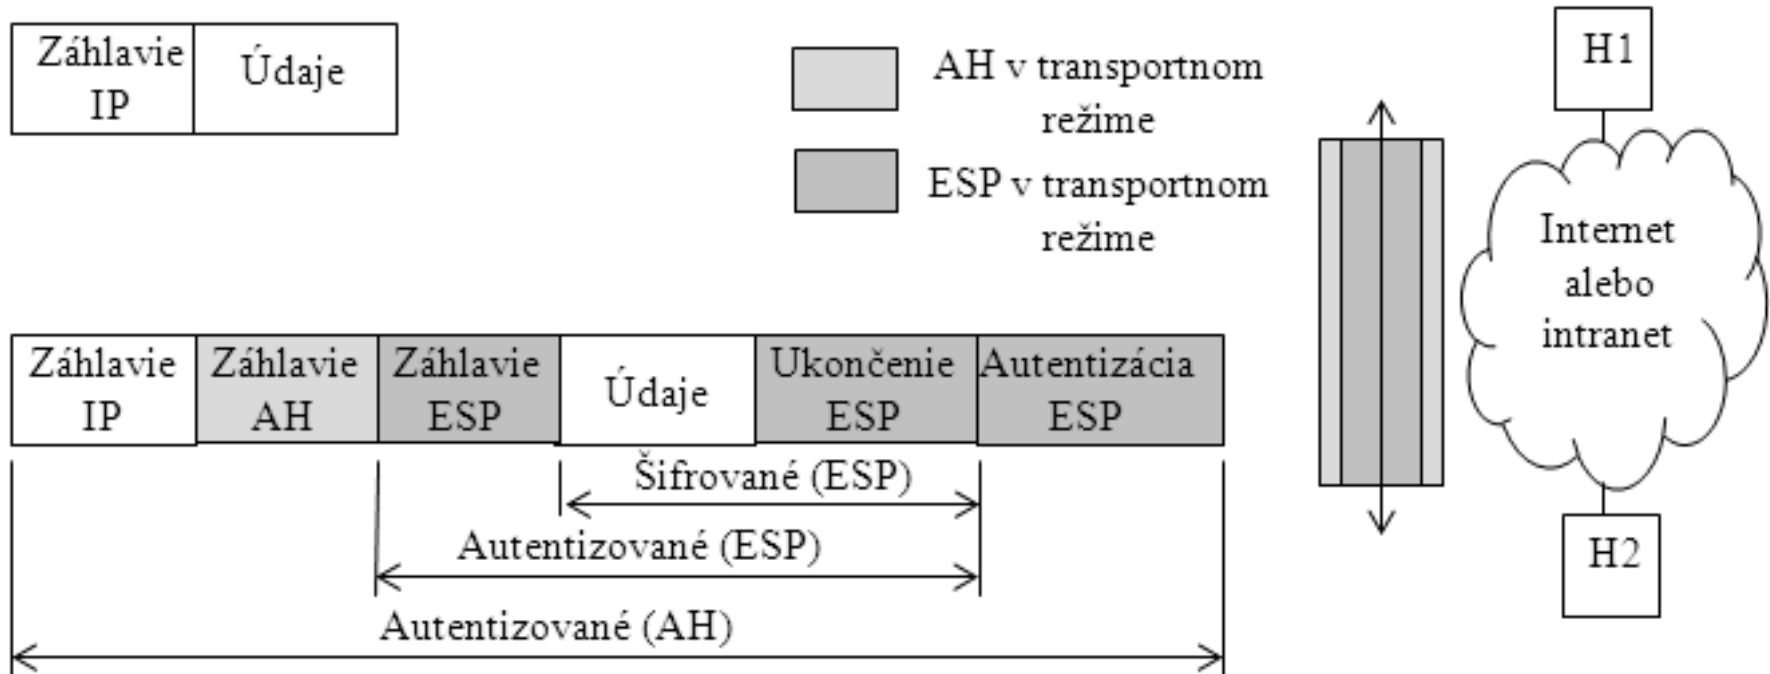 Záhlavie
IP
Údaje
AH v transportnom
režime
ESP v transportnom
režime
H1
Internet
alebo
intranet
H2
Záhlavie
IP
Záhlavie
AH
Záhlavie
ESP
Údaje
Ukončenie
ESP
Autentizácia
ESP
Šifrované (ESP)
Autentizované (ESP)
Autentizované (AH)